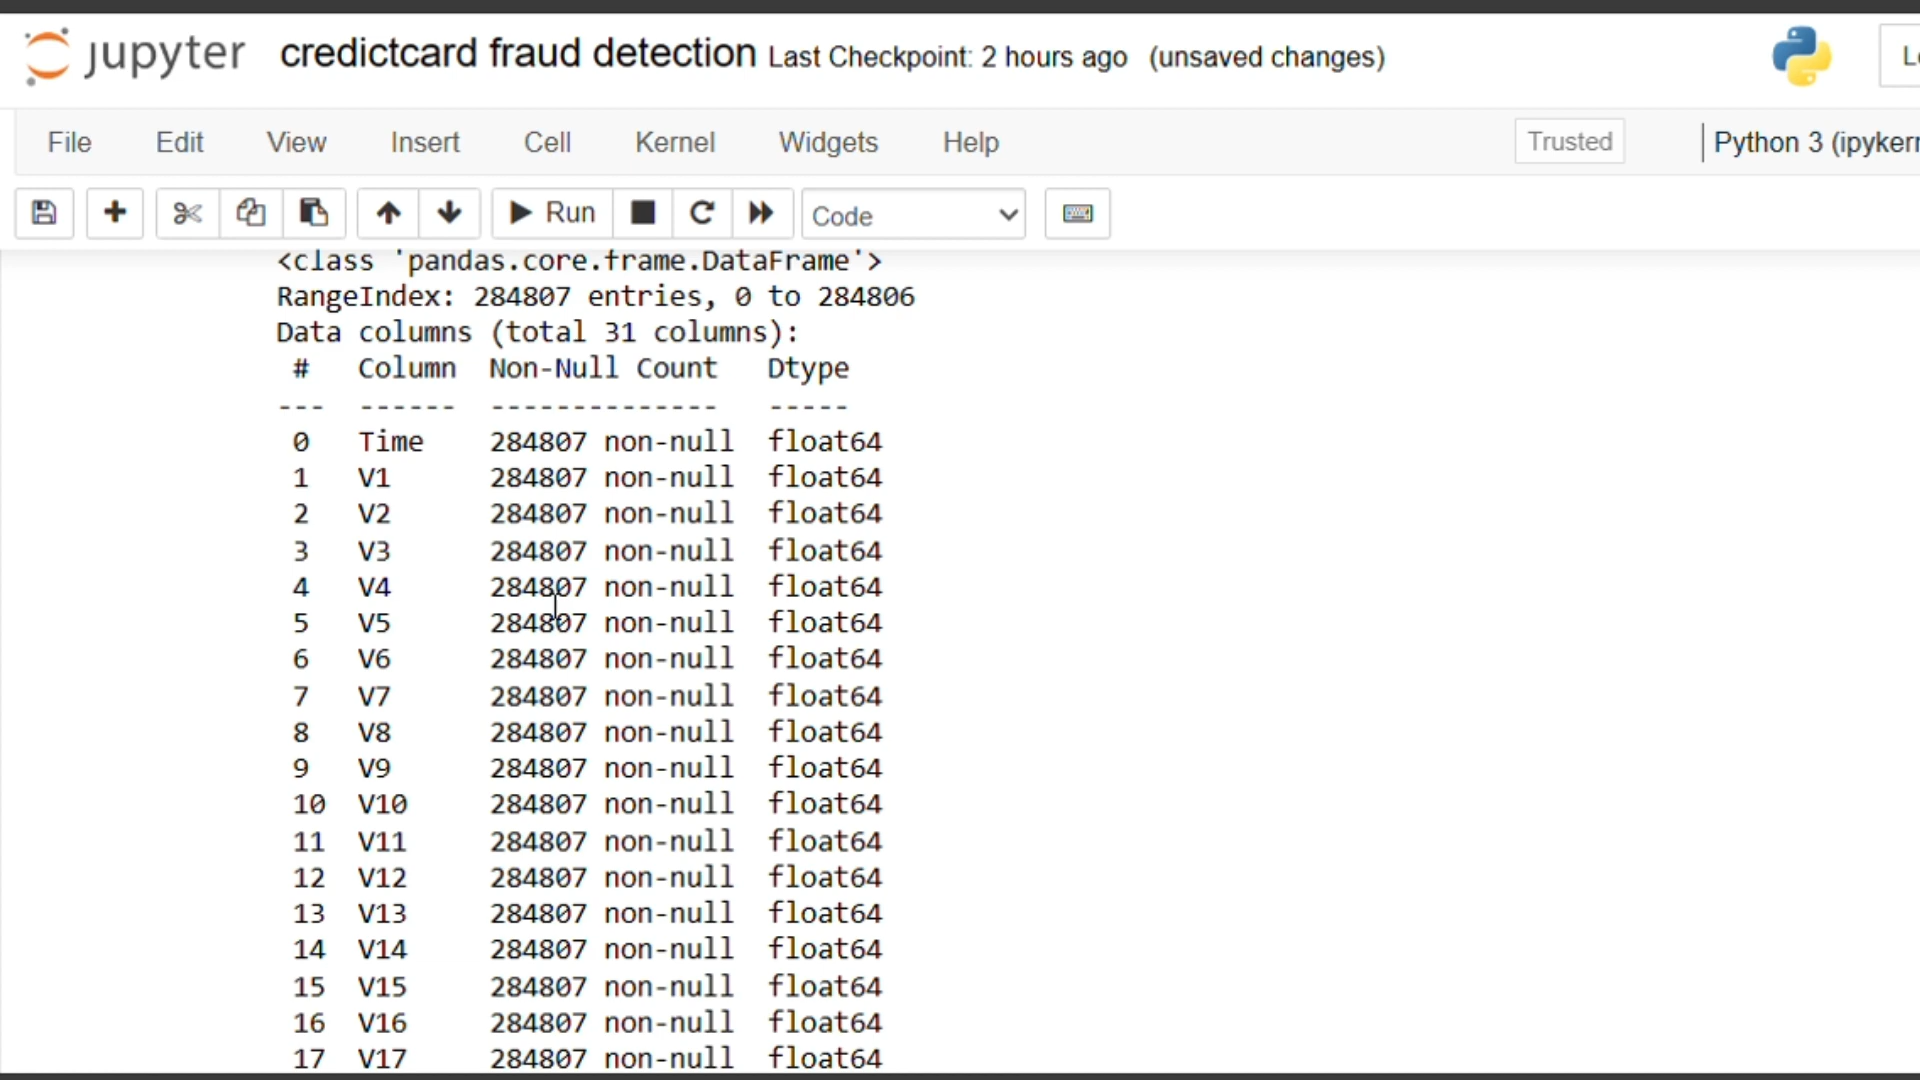 jupyter credictcard fraud detection Last Checkpoint: 2 hours ago (unsaved changes)
File Edit View Insert Cell Kernel Widgets Help Trusted Python 3 (ipykern
Run Code
<class 'pandas.core.frame.DataFrame'>
RangeIndex: 284807 entries, 0 to 284806
Data columns (total 31 columns):
# Column Non-Null Count Dtype
--- ------ -------------- -----
0 Time 284807 non-null float64
1 V1 284807 non-null float64
2 V2 284807 non-null float64
3 V3 284807 non-null float64
4 V4 284807 non-null float64
5 V5 284807 non-null float64
6 V6 284807 non-null float64
7 V7 284807 non-null float64
8 V8 284807 non-null float64
9 V9 284807 non-null float64
10 V10 284807 non-null float64
11 V11 284807 non-null float64
12 V12 284807 non-null float64
13 V13 284807 non-null float64
14 V14 284807 non-null float64
15 V15 284807 non-null float64
16 V16 284807 non-null float64
17 V17 284807 non-null float64